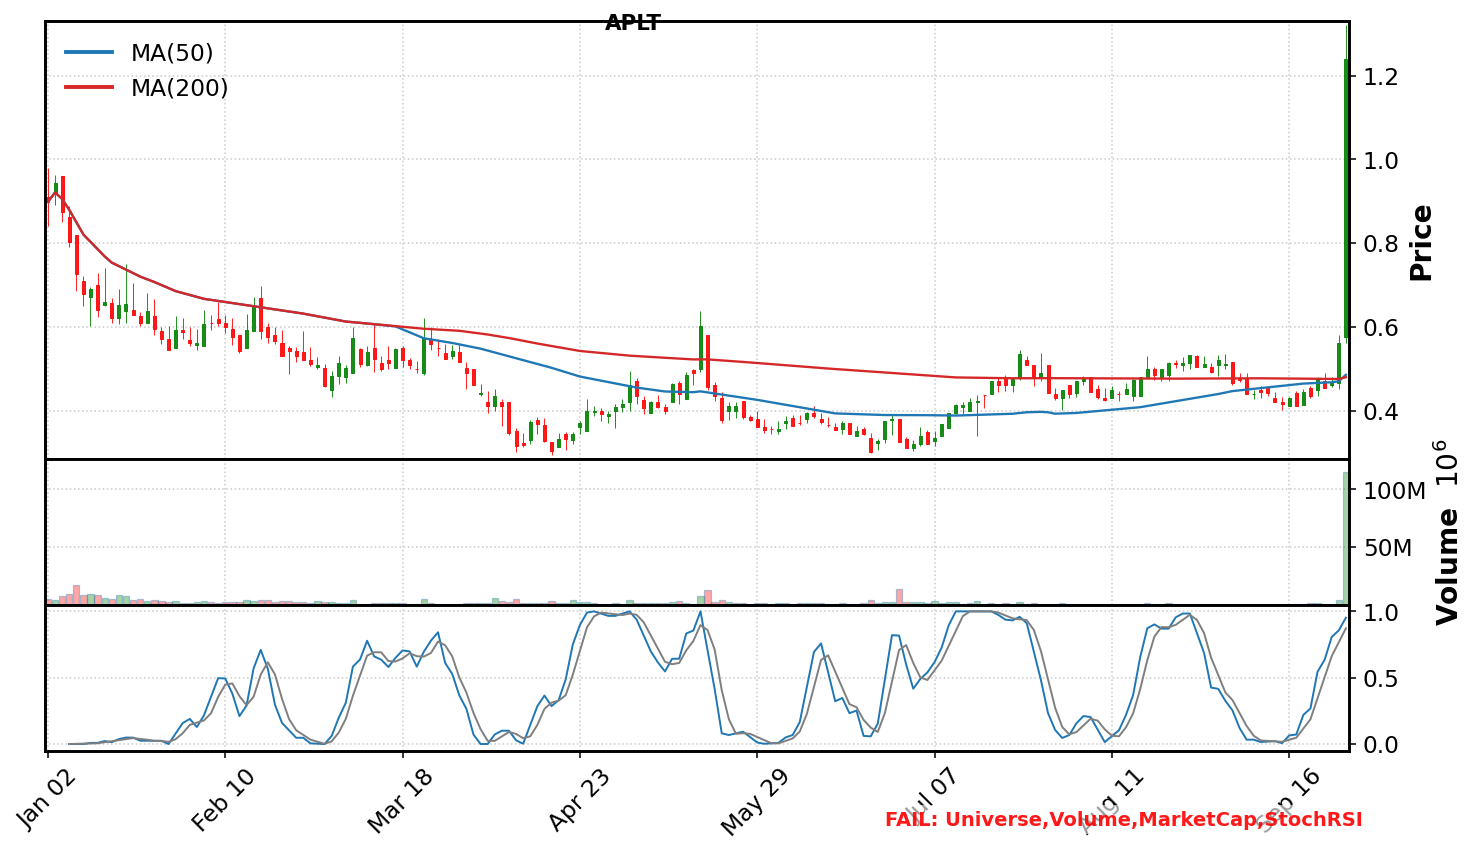 APLT
MA(50)
MA(200)
1.2
1.0
0.8
0.6
0.4
Price
100M
50M
Volume 10^6
1.0
0.5
0.0
Jan 02
Feb 10
Mar 18
Apr 23
May 29
Jul 07
Aug 11
Sep 16
FAIL: Universe,Volume,MarketCap,StochRSI